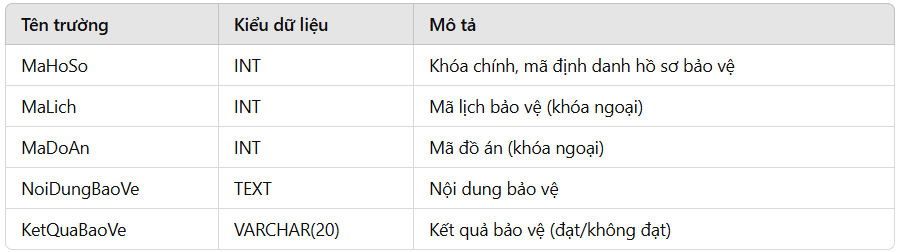 Tên trường Kiểu dữ liệu Mô tả
MaHoSo INT Khóa chính, mã định danh hồ sơ bảo vệ
MaLich INT Mã lịch bảo vệ (khóa ngoại)
MaDoAn INT Mã đồ án (khóa ngoại)
NoiDungBaoVe TEXT Nội dung bảo vệ
KetQuaBaoVe VARCHAR(20) Kết quả bảo vệ (đạt/không đạt)